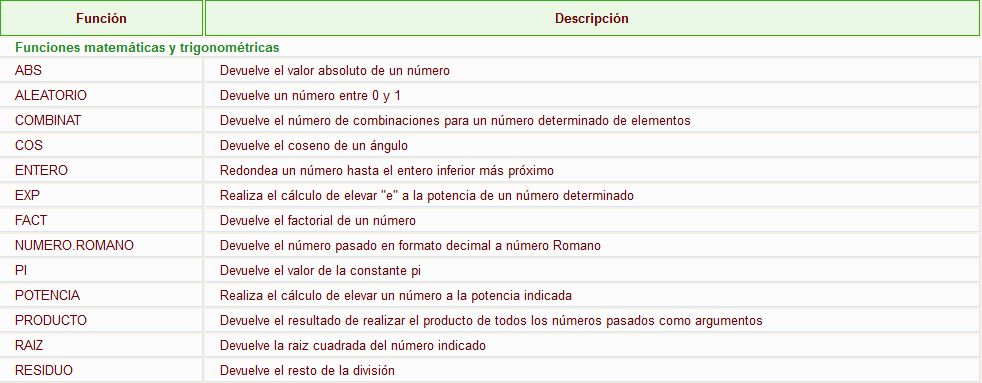 Función Descripción
Funciones matemáticas y trigonométricas
ABS Devuelve el valor absoluto de un número
ALEATORIO Devuelve un número entre 0 y 1
COMBINAT Devuelve el número de combinaciones para un número determinado de elementos
COS Devuelve el coseno de un ángulo
ENTERO Redondea un número hasta el entero inferior más próximo
EXP Realiza el cálculo de elevar "e" a la potencia de un número determinado
FACT Devuelve el factorial de un número
NUMERO.ROMANO Devuelve el número pasado en formato decimal a número Romano
PI Devuelve el valor de la constante pi
POTENCIA Realiza el cálculo de elevar un número a la potencia indicada
PRODUCTO Devuelve el resultado de realizar el producto de todos los números pasados como argumentos
RAIZ Devuelve la raiz cuadrada del número indicado
RESIDUO Devuelve el resto de la división